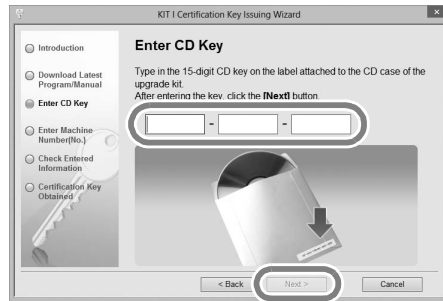 KIT I Certification Key Issuing Wizard
Introduction
Download Latest
Program/Manual
Enter CD Key
Enter Machine
Number(No.)
Check Entered
Information
Certification Key
Obtained
Enter CD Key
Type in the 15-digit CD key on the label attached to the CD case of the
upgrade kit.
After entering the key, click the [Next] button.
- -
< Back
Next >
Cancel